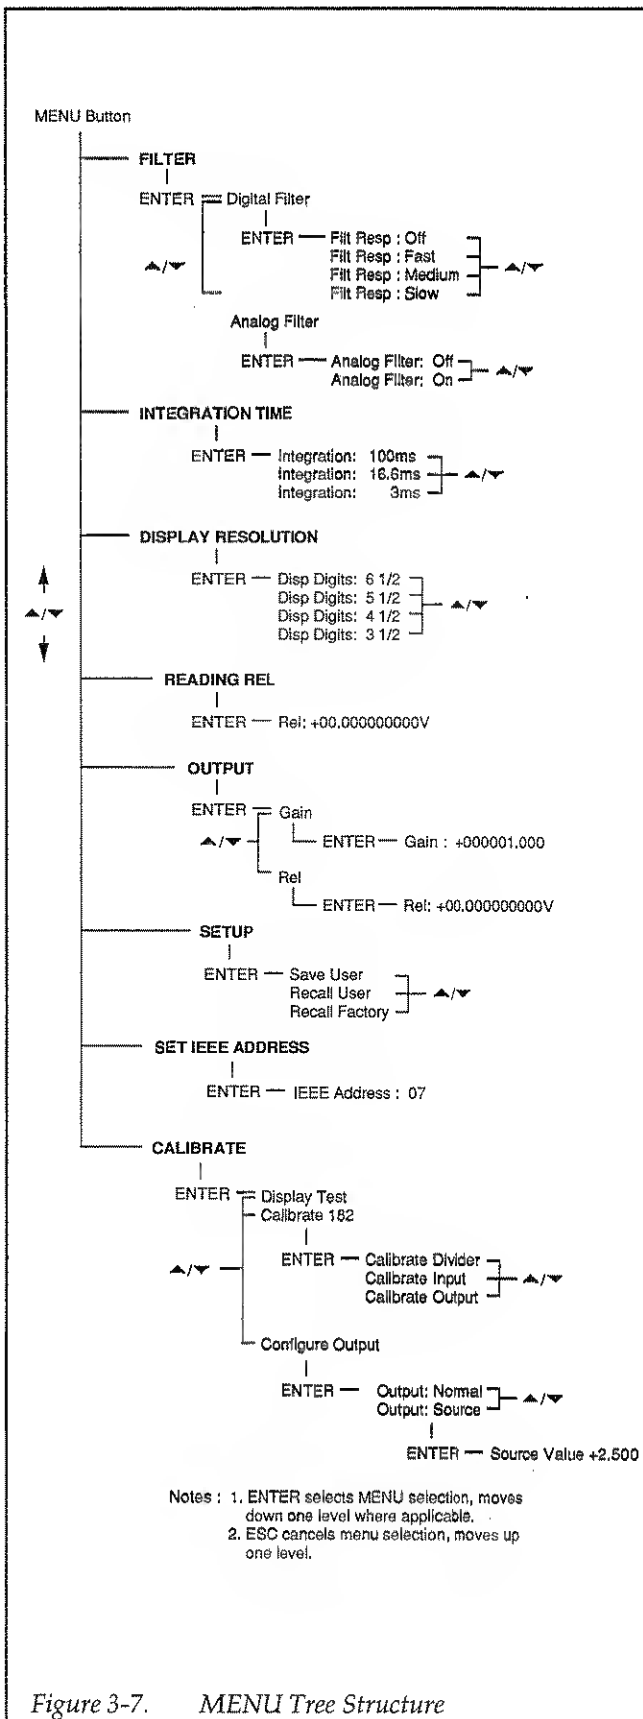 MENU Button
FILTER
ENTER Digital Filter
ENTER Filt Resp : Off
Filt Resp : Fast
▲/▼ Filt Resp : Medium ▲/▼
Filt Resp : Slow
Analog Filter
ENTER Analog Filter: Off
Analog Filter: On ▲/▼
INTEGRATION TIME
ENTER Integration: 100ms
Integration: 16.6ms ▲/▼
Integration: 3ms
DISPLAY RESOLUTION
ENTER Disp Digits: 6 1/2
Disp Digits: 5 1/2
▲/▼ Disp Digits: 4 1/2 ▲/▼
Disp Digits: 3 1/2
READING REL
ENTER Rel: +00.000000000V
OUTPUT
ENTER Gain
▲/▼ ENTER Gain : +000001.000
Rel
ENTER Rel: +00.000000000V
SETUP
ENTER Save User
Recall User ▲/▼
Recall Factory
SET IEEE ADDRESS
ENTER IEEE Address : 07
CALIBRATE
ENTER Display Test
Calibrate 182
ENTER Calibrate Divider
▲/▼ Calibrate Input ▲/▼
Calibrate Output
Configure Output
ENTER Output: Normal ▲/▼
Output: Source
ENTER Source Value +2.500
Notes : 1. ENTER selects MENU selection, moves
down one level where applicable.
2. ESC cancels menu selection, moves up
one level.
Figure 3-7. MENU Tree Structure